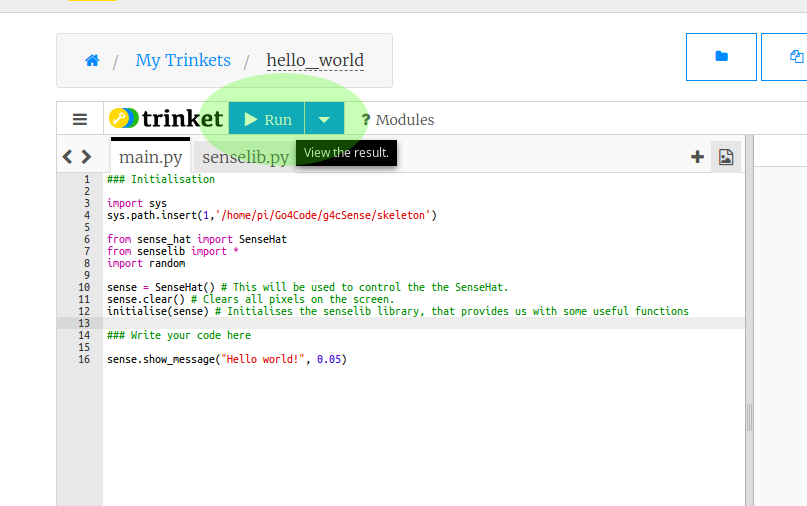 / My Trinkets / hello_world
trinket Run ? Modules
main.py senselib.py View the result.
1 ### Initialisation
2
3 import sys
4 sys.path.insert(1,'/home/pi/Go4Code/g4cSense/skeleton')
5
6 from sense_hat import SenseHat
7 from senselib import *
8 import random
9
10 sense = SenseHat() # This will be used to control the the SenseHat.
11 sense.clear() # Clears all pixels on the screen.
12 initialise(sense) # Initialises the senselib library, that provides us with some useful functions
13
14 ### Write your code here
15
16 sense.show_message("Hello world!", 0.05)